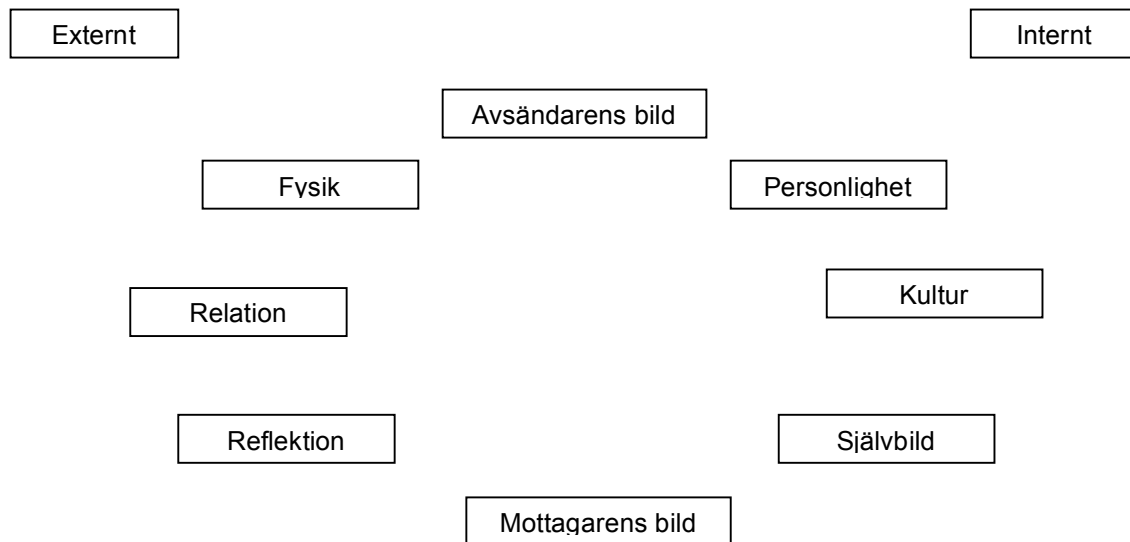 Externt
Internt
Avsändarens bild
Fysik
Personlighet
Relation
Kultur
Reflektion
Självbild
Mottagarens bild